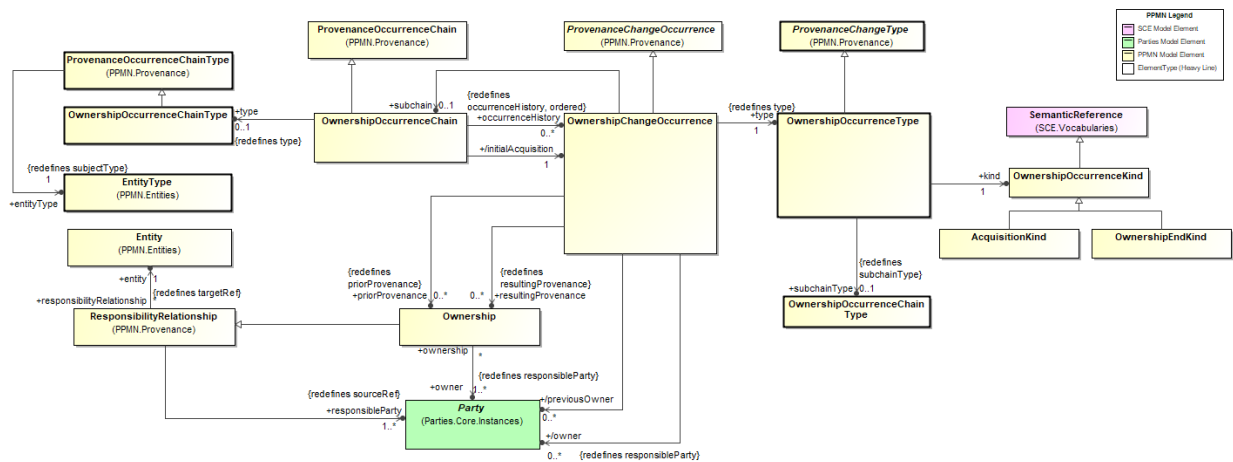 PPMN Legend
SCE Model Element
Parties Model Element
PPMN Model Element
ElementType (Heavy Line)
ProvenanceOccurrenceChain
(PPMN.Provenance)
ProvenanceChangeOccurrence
(PPMN.Provenance)
ProvenanceChangeType
(PPMN.Provenance)
ProvenanceOccurrenceChainType
(PPMN.Provenance)
OwnershipOccurrenceChainType
+type
0..1
{redefines type}
OwnershipOccurrenceChain
+subchain
0..1
{redefines
occurrenceHistory, ordered}
+occurrenceHistory
0..*
+/initialAcquisition
1
OwnershipChangeOccurrence
{redefines type}
+type
1
OwnershipOccurrenceType
SemanticReference
(SCE.Vocabularies)
+kind
1
OwnershipOccurrenceKind
AcquisitionKind
OwnershipEndKind
{redefines subjectType}
1
+entityType
EntityType
(PPMN.Entities)
Entity
(PPMN.Entities)
+entity
1
{redefines targetRef}
+responsibilityRelationship
*
ResponsibilityRelationship
(PPMN.Provenance)
{redefines
priorProvenance}
+priorProvenance
0..*
{redefines
resultingProvenance}
+resultingProvenance
0..*
Ownership
+ownership
*
{redefines responsibleParty}
+owner
1..*
{redefines
subchainType}
+subchainType
0..1
OwnershipOccurrenceChain
Type
{redefines sourceRef}
+responsibleParty
1..*
Party
(Parties.Core.Instances)
+/previousOwner
0..*
+/owner
0..*
{redefines responsibleParty}